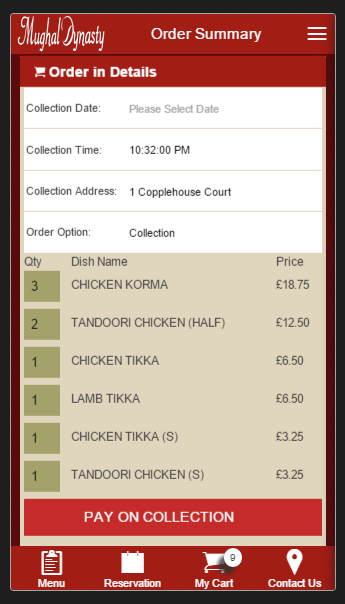 Mughal Dynasty Order Summary
Order in Details
Collection Date: Please Select Date
Collection Time: 10:32:00 PM
Collection Address: 1 Copplehouse Court
Order Option: Collection
Qty Dish Name Price
3 CHICKEN KORMA £18.75
2 TANDOORI CHICKEN (HALF) £12.50
1 CHICKEN TIKKA £6.50
1 LAMB TIKKA £6.50
1 CHICKEN TIKKA (S) £3.25
1 TANDOORI CHICKEN (S) £3.25
PAY ON COLLECTION
9
Menu Reservation My Cart Contact Us